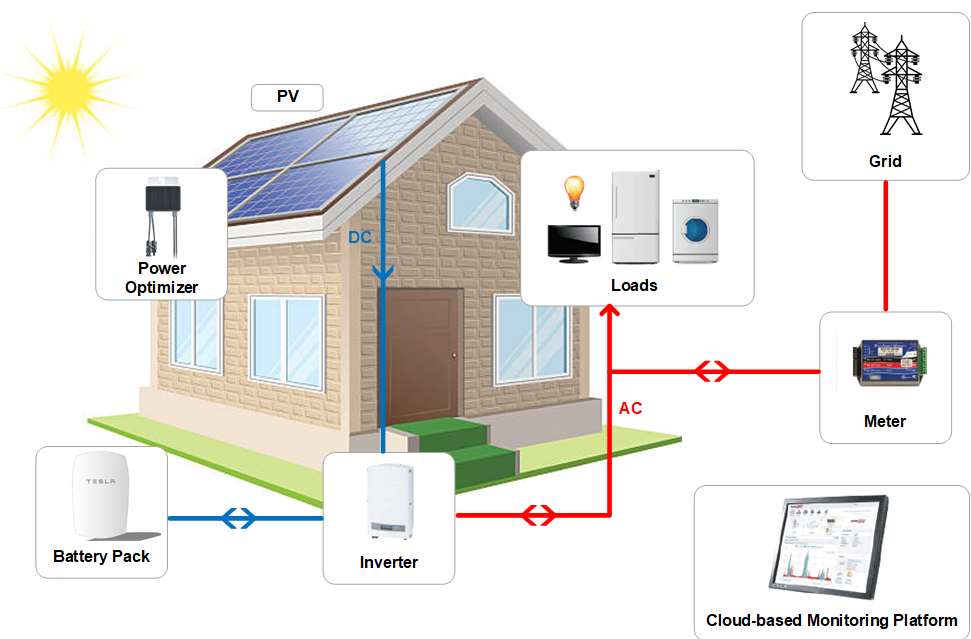 PV
Grid
Power
Optimizer
DC
Loads
AC
Meter
TESLA
Battery Pack
Inverter
Cloud-based Monitoring Platform